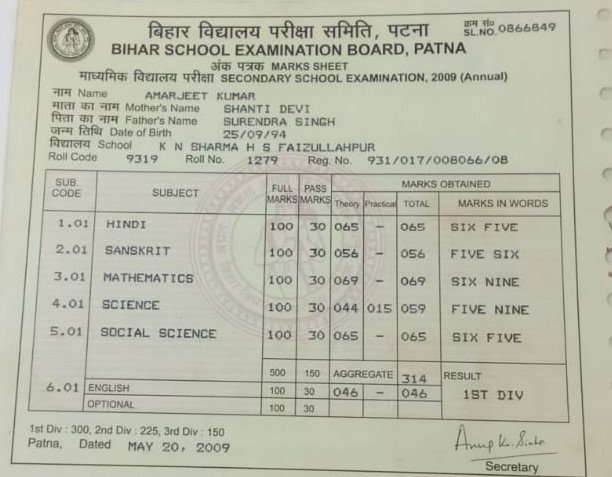 बिहार विद्यालय परीक्षा समिति, पटना
क्रम सं० SL.NO. 0866849
BIHAR SCHOOL EXAMINATION BOARD, PATNA
अंक पत्रक MARKS SHEET
माध्यमिक विद्यालय परीक्षा SECONDARY SCHOOL EXAMINATION, 2009 (Annual)
नाम Name AMARJEET KUMAR
माता का नाम Mother's Name SHANTI DEVI
पिता का नाम Father's Name SURENDRA SINGH
जन्म तिथि Date of Birth 25/09/94
विद्यालय School K N SHARMA H S FAIZULLAHPUR
Roll Code 9319 Roll No. 1279 Reg. No. 931/017/008066/08
SUB. CODE SUBJECT FULL MARKS PASS MARKS MARKS OBTAINED
Theory Practical TOTAL MARKS IN WORDS
1.01 HINDI 100 30 065 – 065 SIX FIVE
2.01 SANSKRIT 100 30 056 – 056 FIVE SIX
3.01 MATHEMATICS 100 30 069 – 069 SIX NINE
4.01 SCIENCE 100 30 044 015 059 FIVE NINE
5.01 SOCIAL SCIENCE 100 30 065 – 065 SIX FIVE
500 150 AGGREGATE 314 RESULT
6.01 ENGLISH 100 30 046 – 046 1ST DIV
OPTIONAL 100 30
1st Div : 300, 2nd Div : 225, 3rd Div : 150
Patna, Dated MAY 20, 2009
Secretary